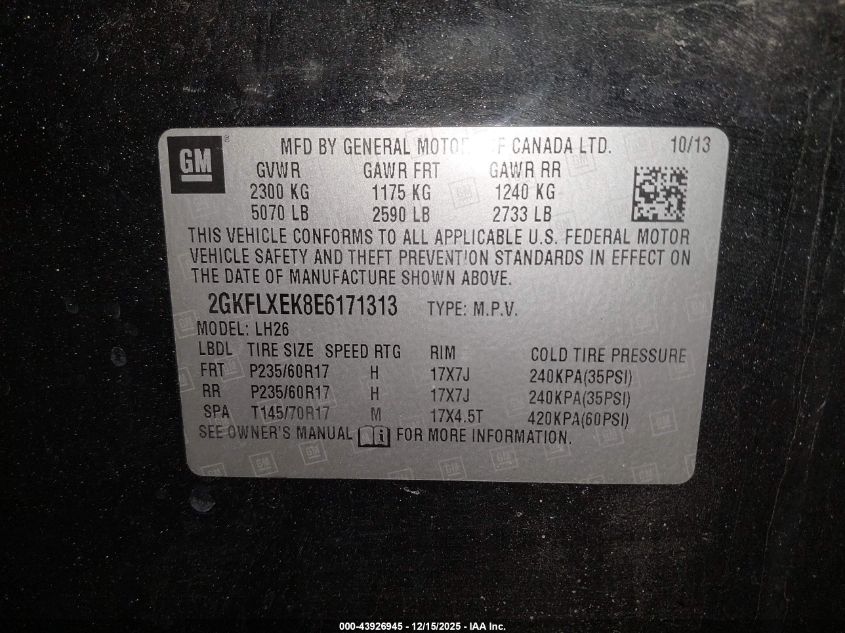 GM ® MFD BY GENERAL MOTO F CANADA LTD. 10/13
GVWR GAWR FRT GAWR RR
2300 KG 1175 KG 1240 KG
5070 LB 2590 LB 2733 LB
THIS VEHICLE CONFORMS TO ALL APPLICABLE U.S. FEDERAL MOTOR
VEHICLE SAFETY AND THEFT PREVENTION STANDARDS IN EFFECT ON
THE DATE OF MANUFACTURE SHOWN ABOVE.
2GKFLXEK8E6171313 TYPE: M.P.V.
MODEL: LH26
LBDL TIRE SIZE SPEED RTG RIM COLD TIRE PRESSURE
FRT P235/60R17 H 17X7J 240KPA(35PSI)
RR P235/60R17 H 17X7J 240KPA(35PSI)
SPA T145/70R17 M 17X4.5T 420KPA(60PSI)
SEE OWNER'S MANUAL FOR MORE INFORMATION.
000-43926945 - 12/15/2025 - IAA Inc.